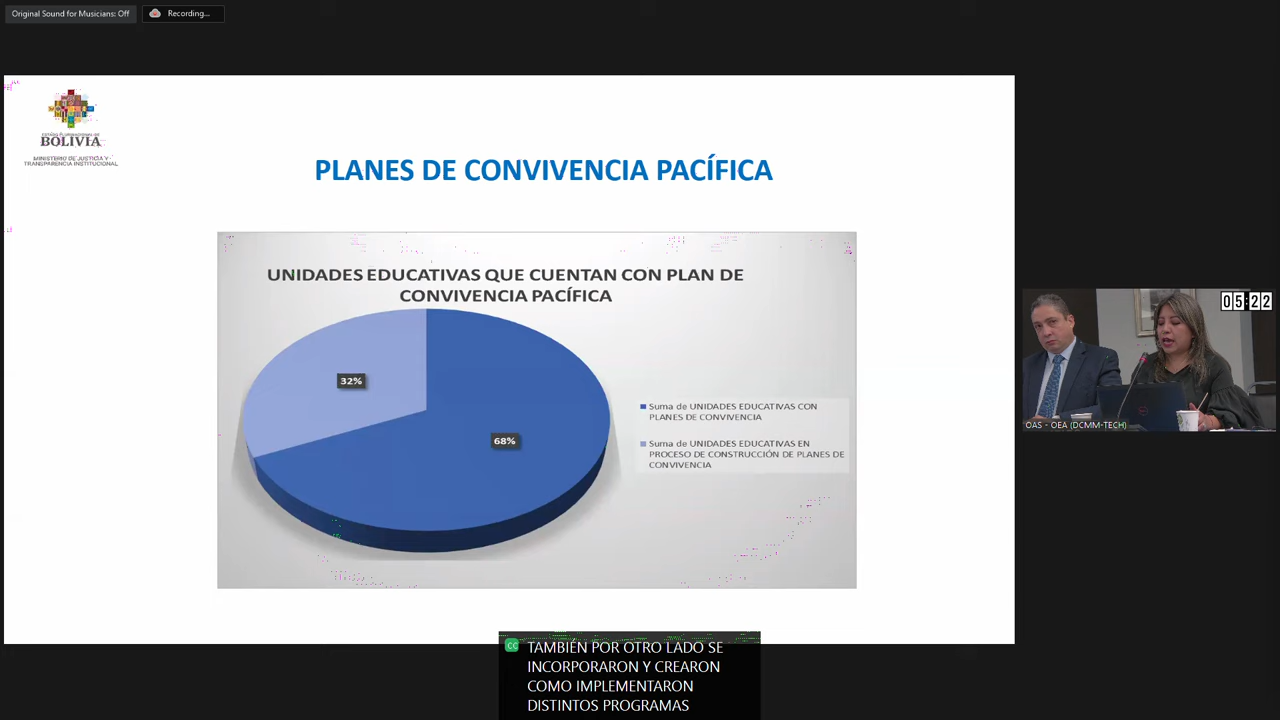 Original Sound for Musicians: Off
Recording...
ESTADO PLURINACIONAL DE
BOLIVIA
MINISTERIO DE JUSTICIA Y
TRANSPARENCIA INSTITUCIONAL
PLANES DE CONVIVENCIA PACÍFICA
UNIDADES EDUCATIVAS QUE CUENTAN CON PLAN DE
CONVIVENCIA PACÍFICA
32%
68%
Suma de UNIDADES EDUCATIVAS CON
PLANES DE CONVIVENCIA
Suma de UNIDADES EDUCATIVAS EN
PROCESO DE CONSTRUCCIÓN DE PLANES DE
CONVIVENCIA
05:22
OAS - OEA (DCMM-TECH)
CC
TAMBIÉN POR OTRO LADO SE
INCORPORARON Y CREARON
COMO IMPLEMENTARON
DISTINTOS PROGRAMAS